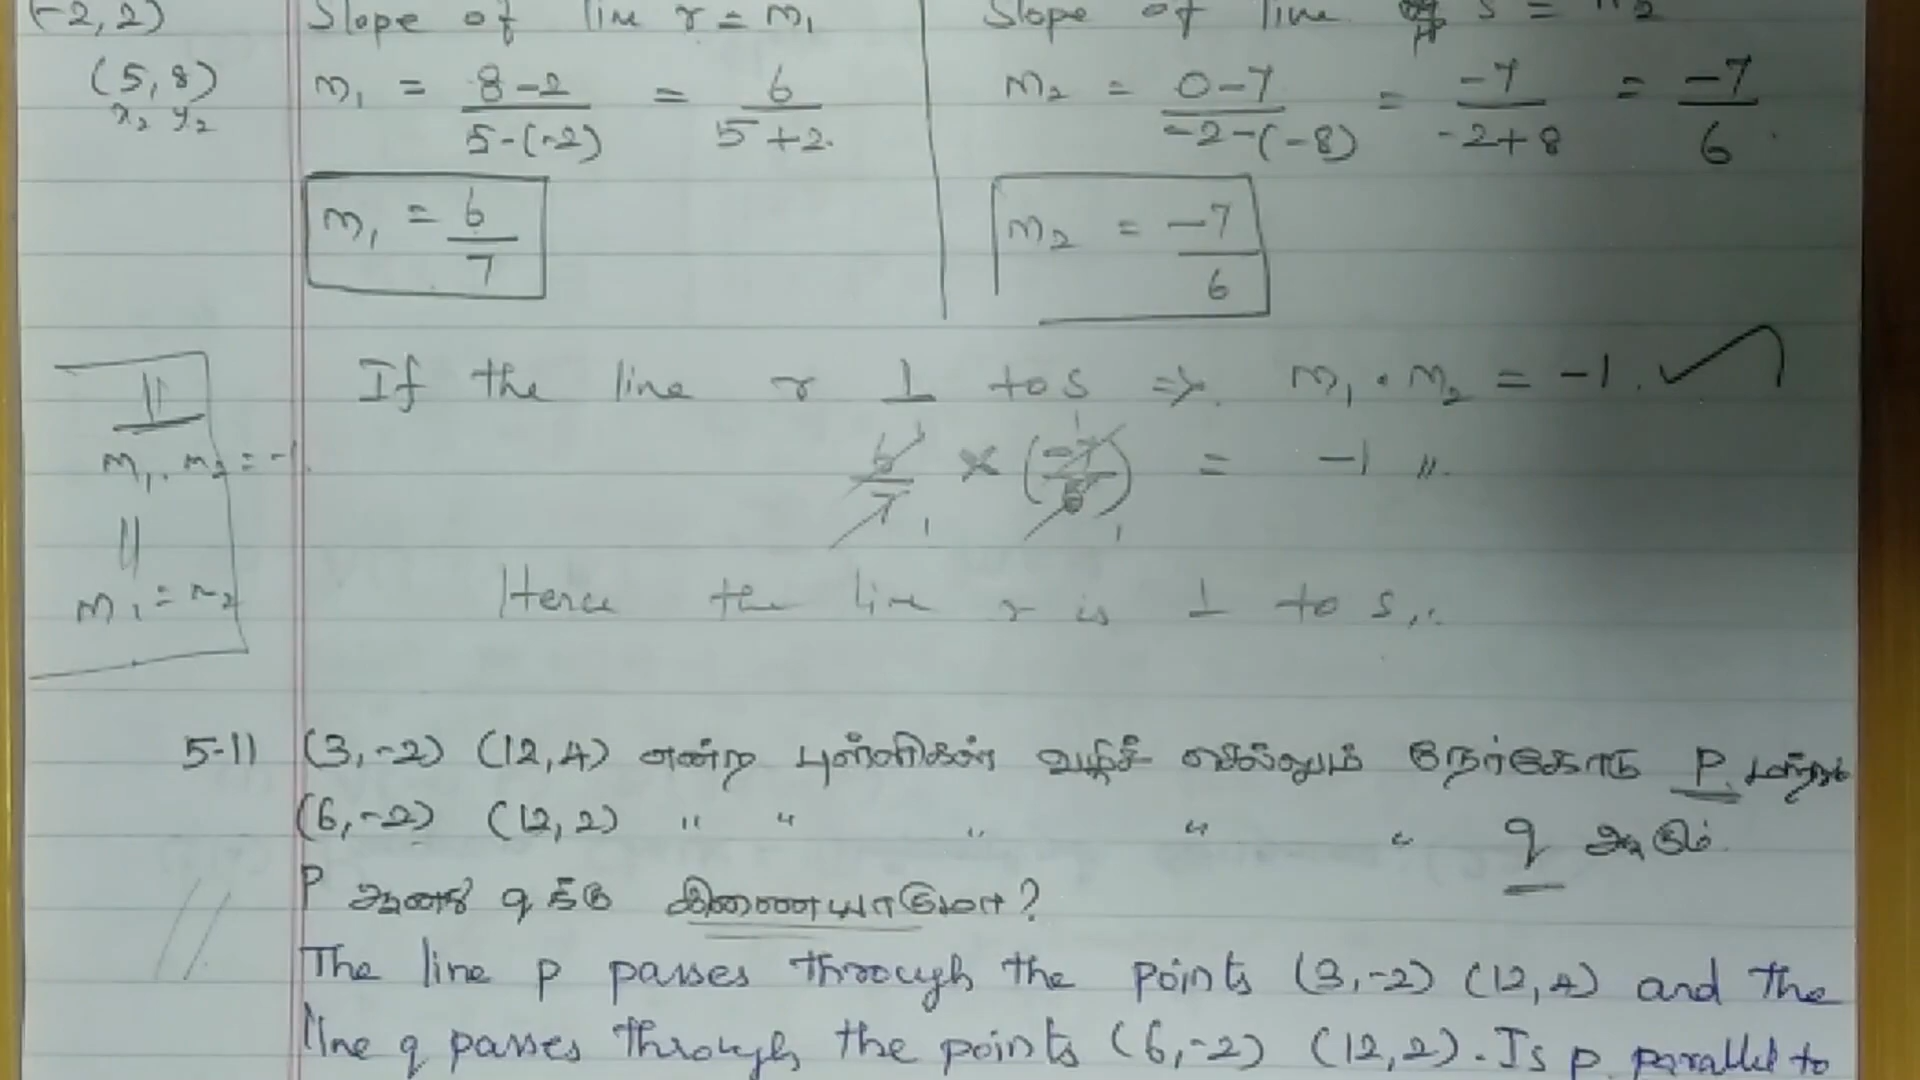 (-2,2) Slope of line r = m₁ Slope of line s = m₂
(5,8) m₁ = 8-2 / 5-(-2) = 6 / 5+2 m₂ = 0-7 / -2-(-8) = -7 / -2+8 = -7 / 6
x₂ y₂
m₁ = 6/7 m₂ = -7/6
If the line r ⊥ to s ⇒ m₁ . m₂ = -1. ✓
6/7 × (-7/6) = -1 ,,
m₁ . m₂ = -1
||
m₁ = m₂
Hence the line r is ⊥ to s,.
5-11 (3,-2) (12,4) என்ற புள்ளிகள் வழிச் செல்லும் நேர்கோடு P மற்றும்
(6,-2) (12,2) " " " " " q ஆகும்.
P ஆனது q க்கு இணையாகுமா?
The line p passes through the points (3,-2) (12,4) and the
line q passes through the points (6,-2) (12,2). Is p parallel to